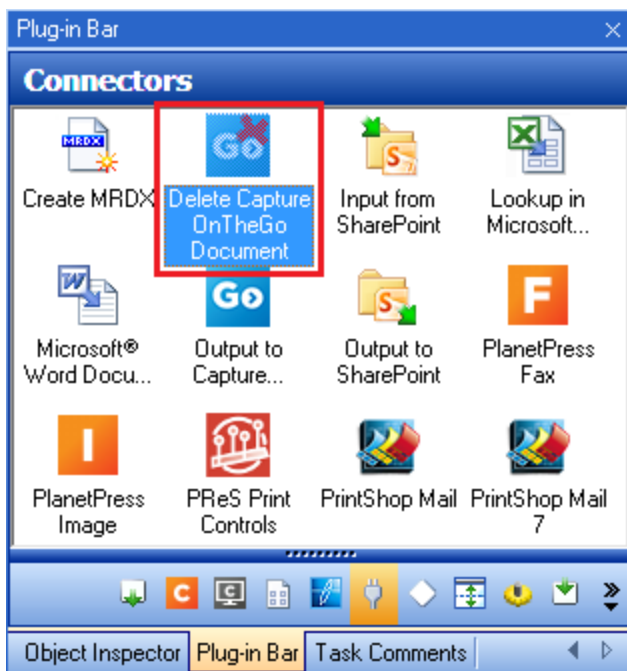 Plug-in Bar
Connectors
MRDX
Go
S
Create MRDX
Delete Capture
OnTheGo
Document
Input from
SharePoint
Lookup in
Microsoft...
W
Go
S
F
Microsoft®
Word Docu...
Output to
Capture...
Output to
SharePoint
PlanetPress
Fax
I
PlanetPress
Image
PReS Print
Controls
PrintShop Mail
PrintShop Mail
7
C
C
Object Inspector
Plug-in Bar
Task Comments